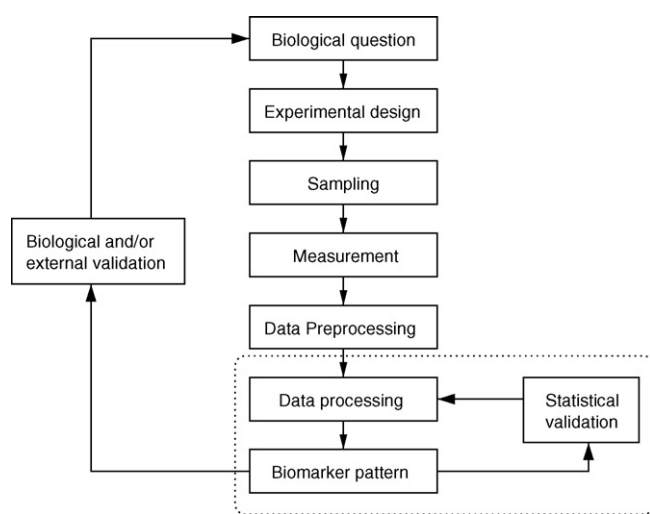 Biological question
Experimental design
Sampling
Biological and/or
external validation
Measurement
Data Preprocessing
Data processing
Statistical
validation
Biomarker pattern